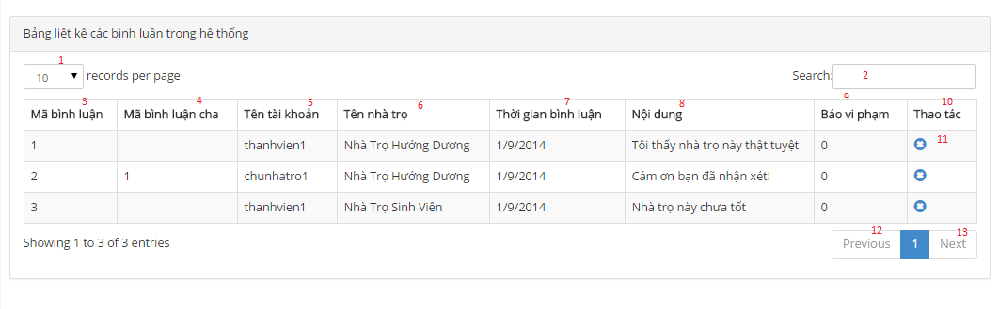 Bảng liệt kê các bình luận trong hệ thống
1
10 records per page Search: 2
3 4 5 6 7 8 9 10
Mã bình luận Mã bình luận cha Tên tài khoản Tên nhà trọ Thời gian bình luận Nội dung Báo vi phạm Thao tác
1 thanhvien1 Nhà Trọ Hướng Dương 1/9/2014 Tôi thấy nhà trọ này thật tuyệt 0 11
2 1 chunhatro1 Nhà Trọ Hướng Dương 1/9/2014 Cám ơn bạn đã nhận xét! 0
3 thanhvien1 Nhà Trọ Sinh Viên 1/9/2014 Nhà trọ này chưa tốt 0
12 13
Showing 1 to 3 of 3 entries Previous 1 Next